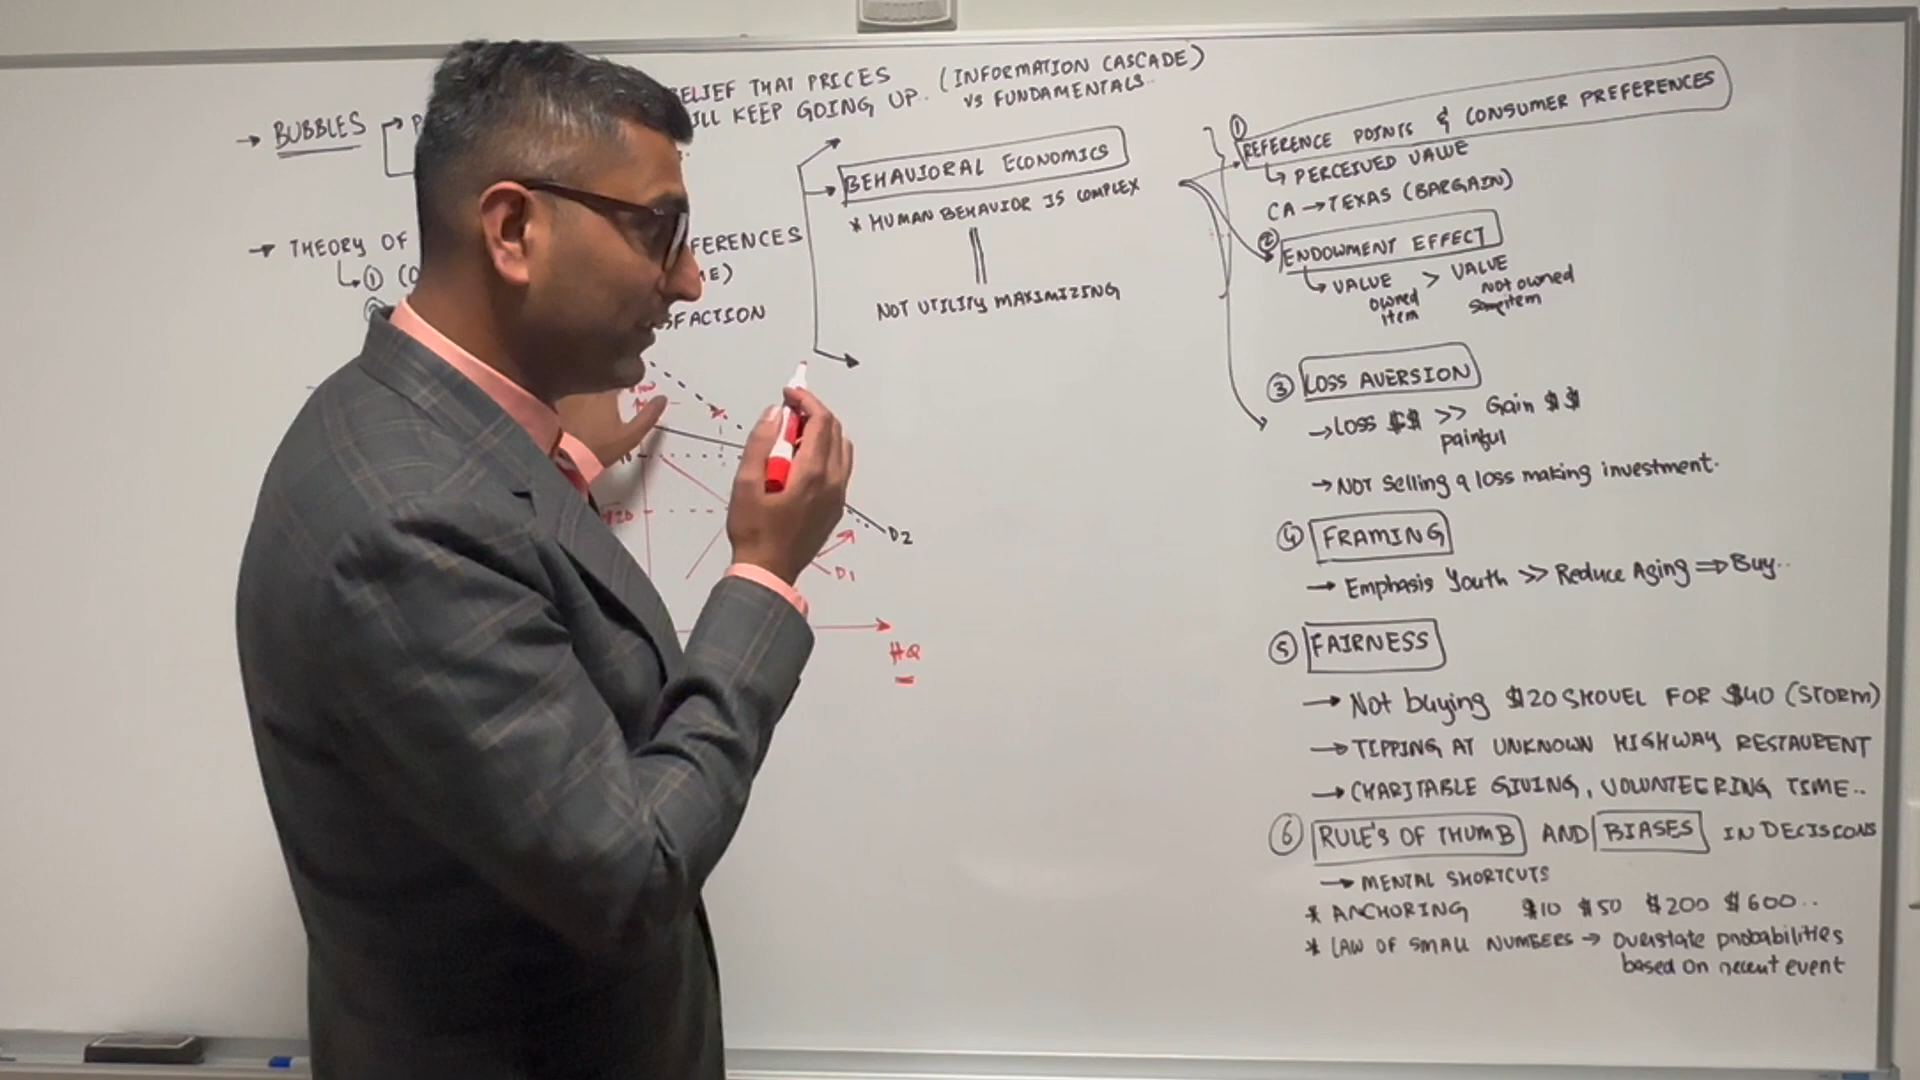 → BUBBLES
ELIEF THAT PRICES (INFORMATION CASCADE)
ILL KEEP GOING UP.. VS FUNDAMENTALS..
→ THEORY OF FERENCES
↳ ①
SFACTION
BEHAVIORAL ECONOMICS
* HUMAN BEHAVIOR IS COMPLEX
NOT UTILITY MAXIMIZING
D2
D1
HQ
① REFERENCE POINTS & CONSUMER PREFERENCES
↳ PERCEIVED VALUE
CA → TEXAS (BARGAIN)
② ENDOWMENT EFFECT
↳ VALUE > VALUE
owned not owned
item item
③ LOSS AVERSION
→ Loss $$ >> Gain $$
painful
→ NOT Selling a loss making investment.
④ FRAMING
→ Emphasis Youth >> Reduce Aging ⇒ Buy..
⑤ FAIRNESS
→ Not buying $20 SHOVEL FOR $40 (STORM)
→ TIPPING AT UNKNOWN HIGHWAY RESTAURENT
→ CHARITABLE GIVING, VOLUNTEERING TIME..
⑥ RULE'S OF THUMB AND BIASES IN DECISIONS
→ MENTAL SHORTCUTS
* ANCHORING $10 $50 $200 $600..
* LAW OF SMALL NUMBERS → Overstate probabilities
based on recent event